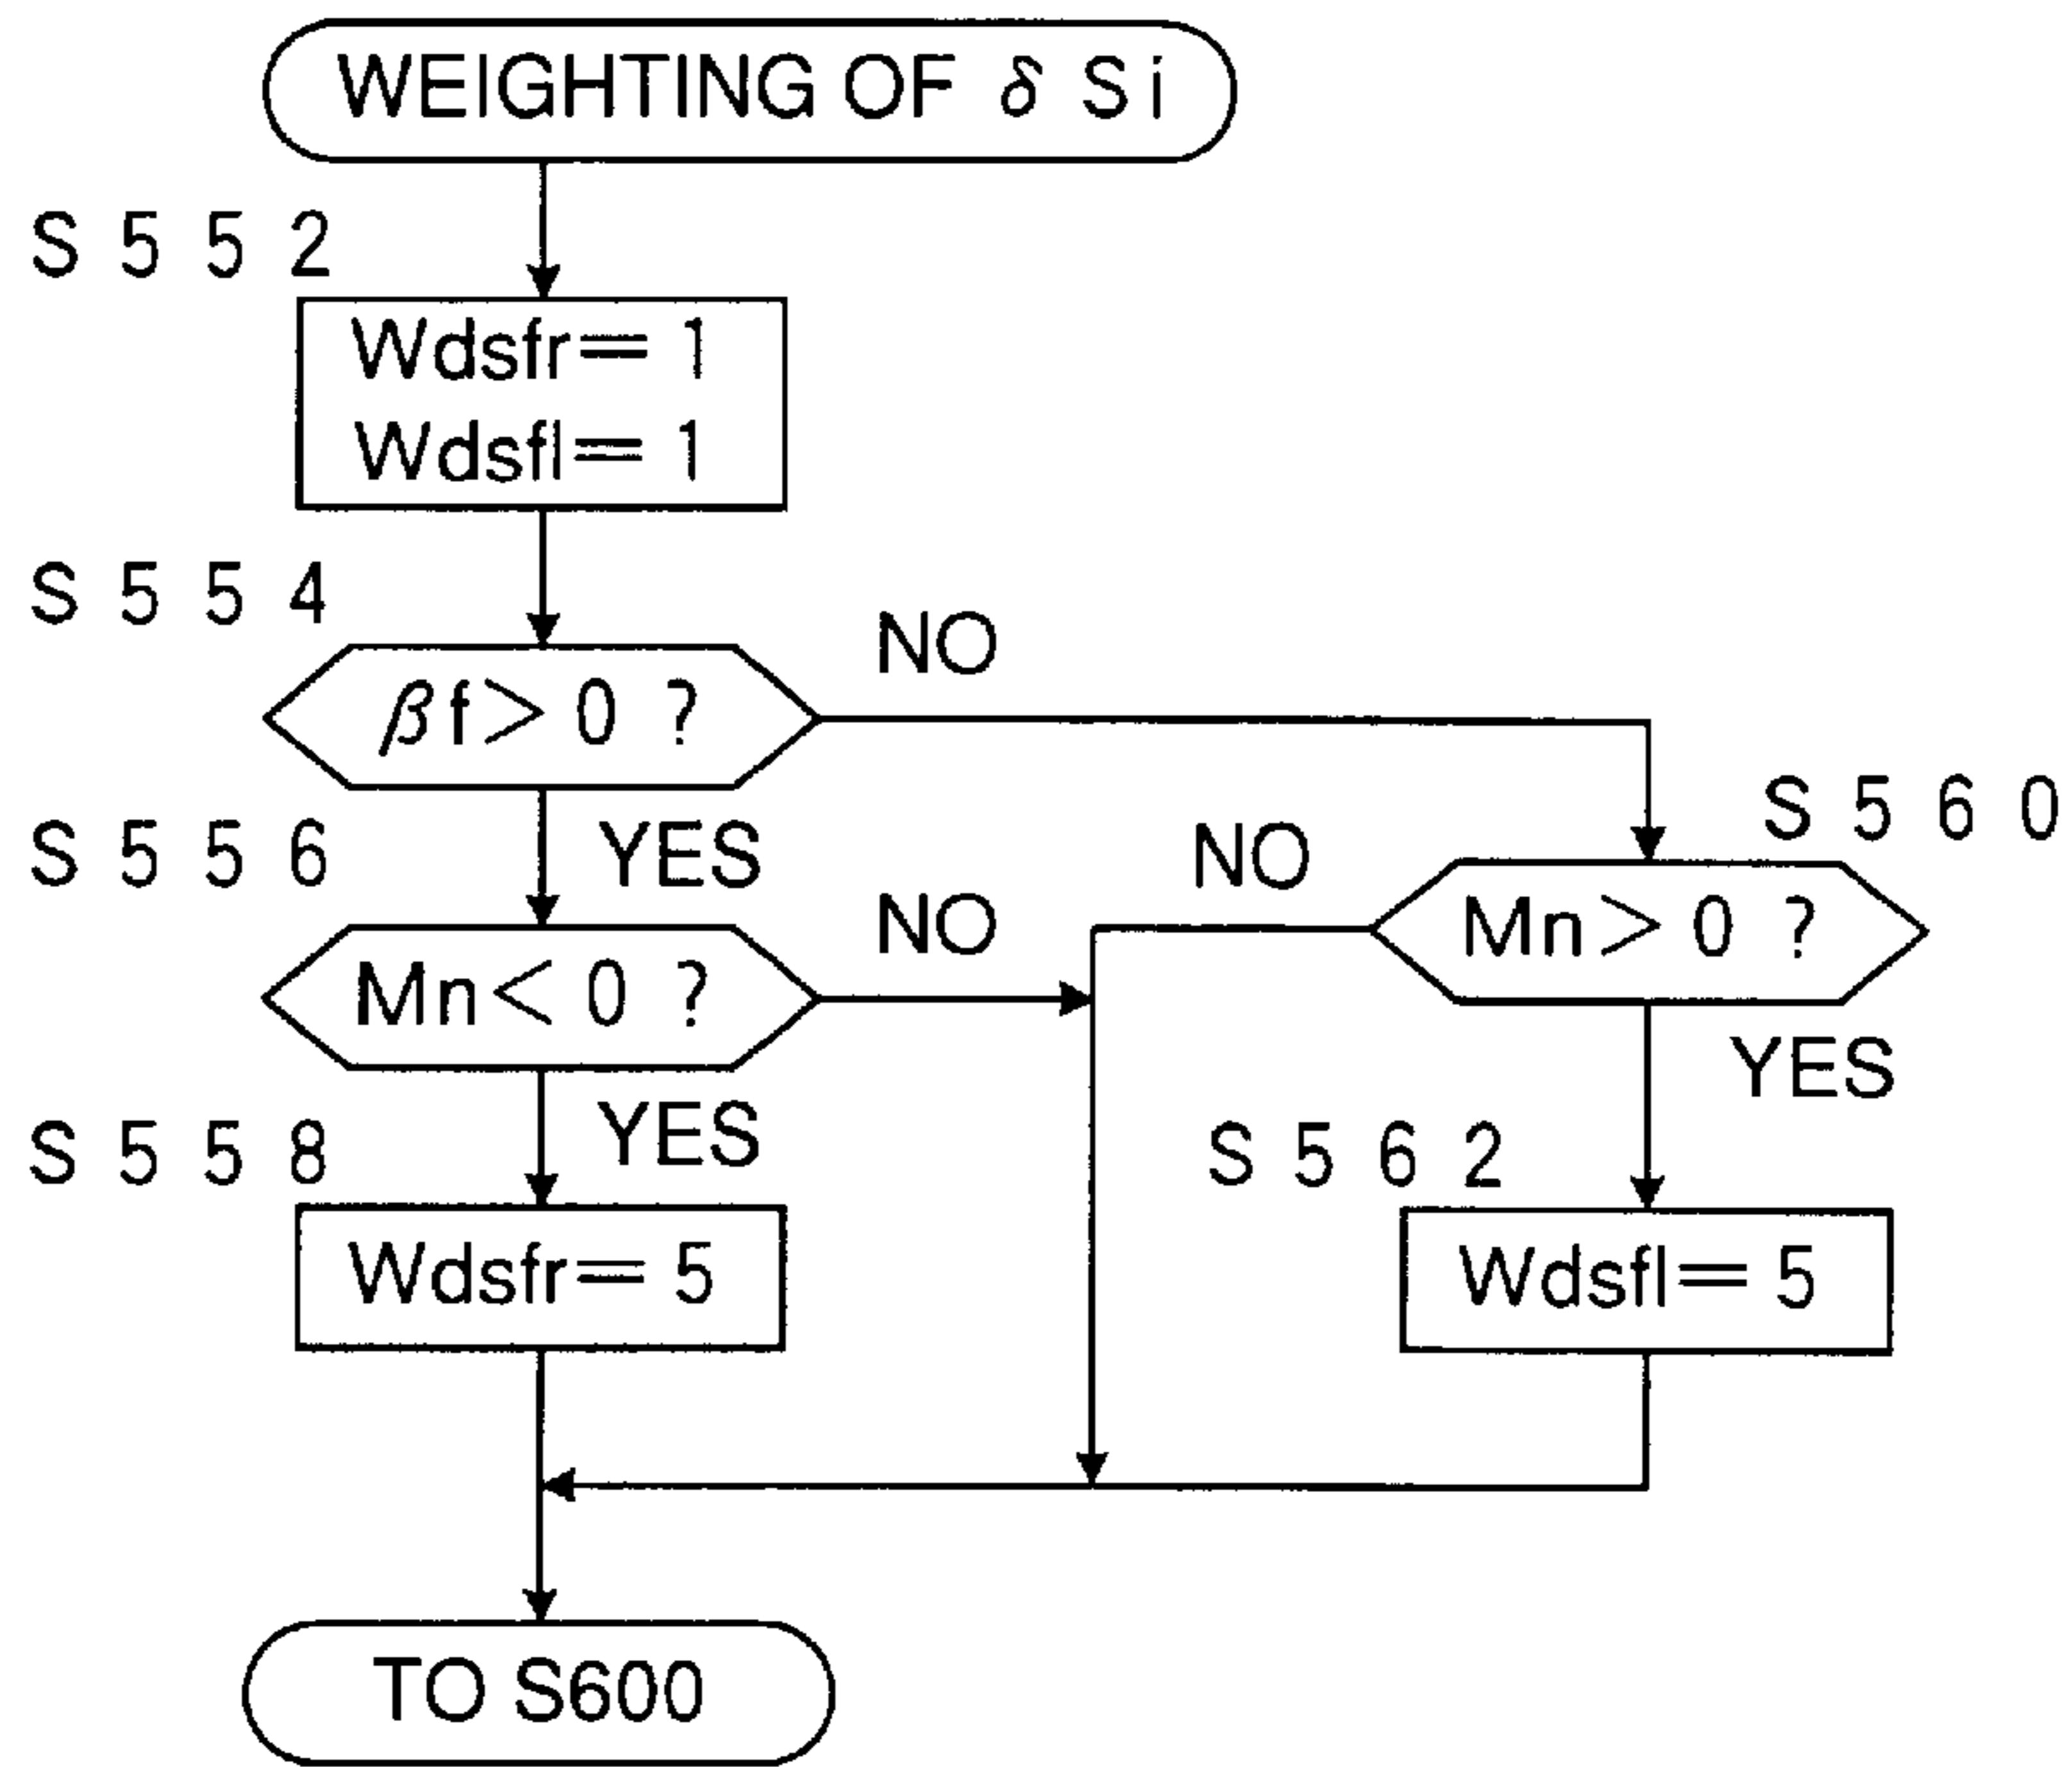 WEIGHTING OF δ Si
S 5 5 2
Wdsfr= 1
Wdsfl= 1
S 5 5 4
NO
βf> 0 ?
S 5 6 0
S 5 5 6
YES
NO
NO
Mn> 0 ?
Mn< 0 ?
YES
S 5 5 8
YES
S 5 6 2
Wdsfr= 5
Wdsfl= 5
TO S600